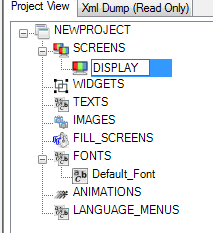 Project View Xml Dump (Read Only)
NEWPROJECT
SCREENS
DISPLAY
WIDGETS
TEXTS
IMAGES
FILL_SCREENS
FONTS
Default_Font
ANIMATIONS
LANGUAGE_MENUS